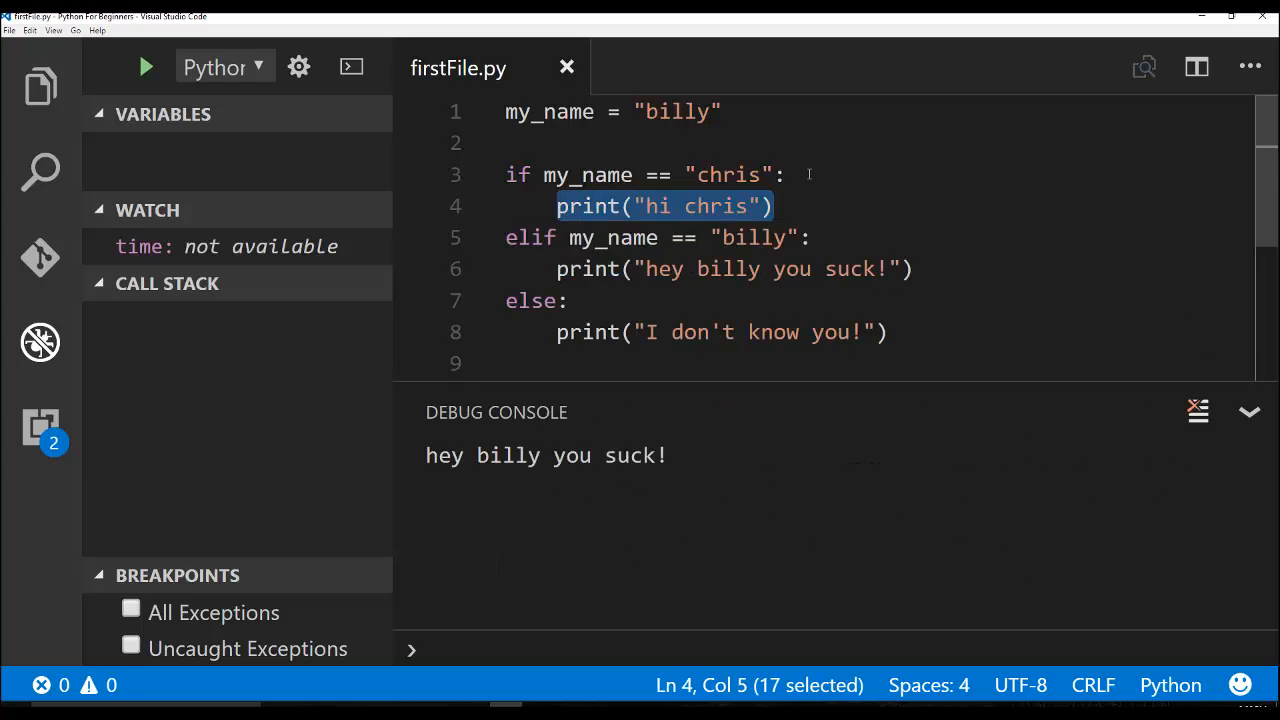 firstFile.py - Python For Beginners - Visual Studio Code
File Edit View Go Help
Python
firstFile.py
VARIABLES
WATCH
time: not available
CALL STACK
BREAKPOINTS
All Exceptions
Uncaught Exceptions
2
1 my_name = "billy"
2
3 if my_name == "chris":
4 print("hi chris")
5 elif my_name == "billy":
6 print("hey billy you suck!")
7 else:
8 print("I don't know you!")
9
DEBUG CONSOLE
hey billy you suck!
0 0 Ln 4, Col 5 (17 selected) Spaces: 4 UTF-8 CRLF Python